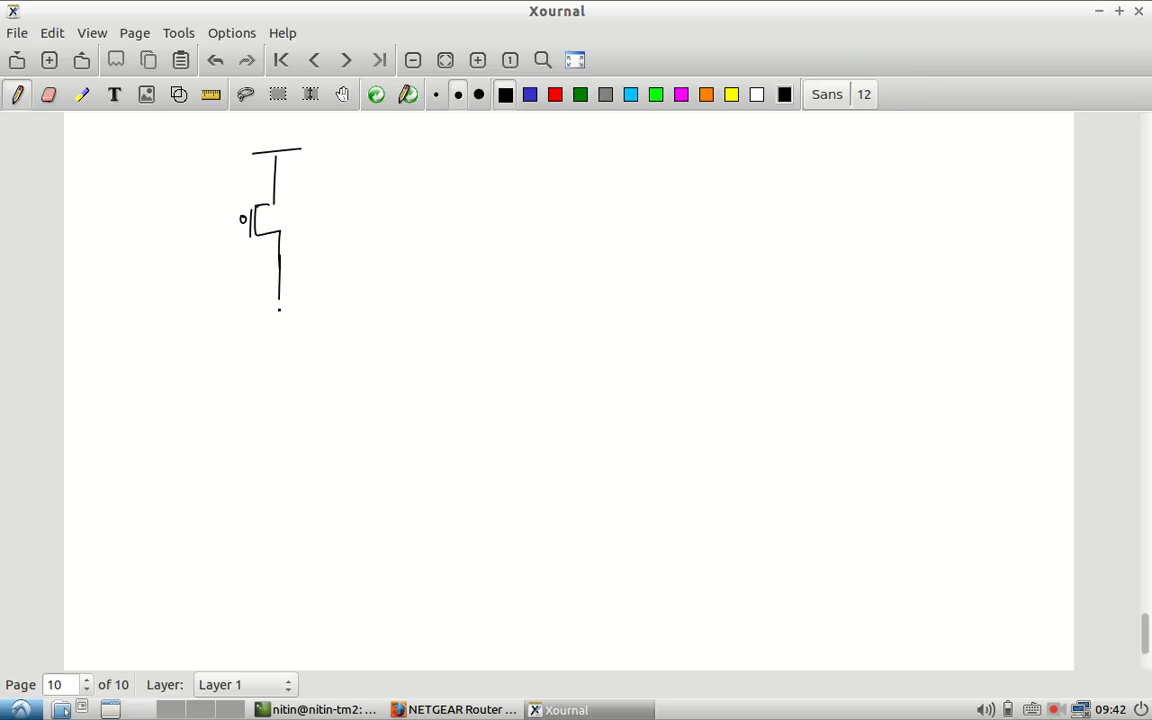 Xournal
File Edit View Page Tools Options Help
Sans 12
Page 10 of 10 Layer: Layer 1
nitin@nitin-tm2: ... NETGEAR Router ... Xournal 09:42